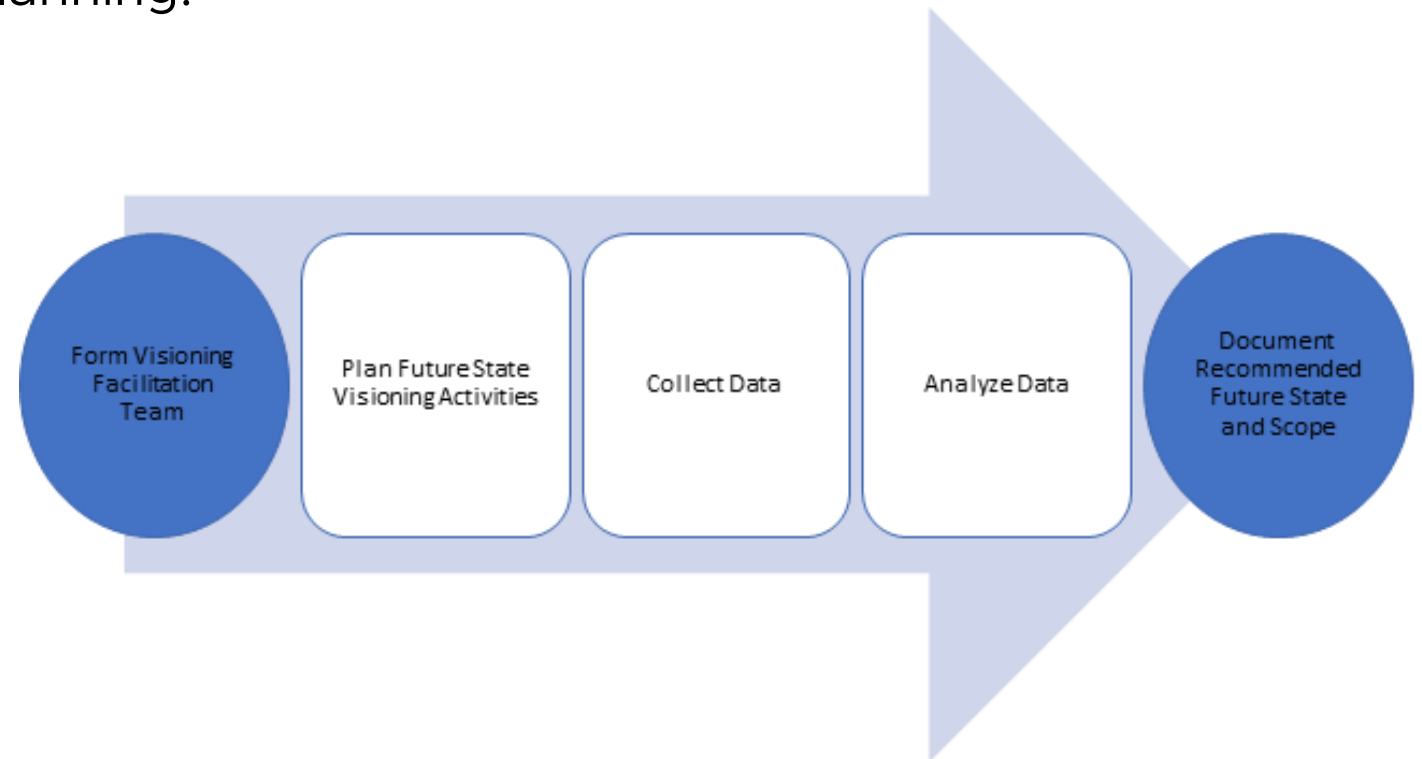 Form Visioning
Facilitation
Team
Plan Future State
Visioning Activities
Collect Data
Analyze Data
Document
Recommended
Future State
and Scope